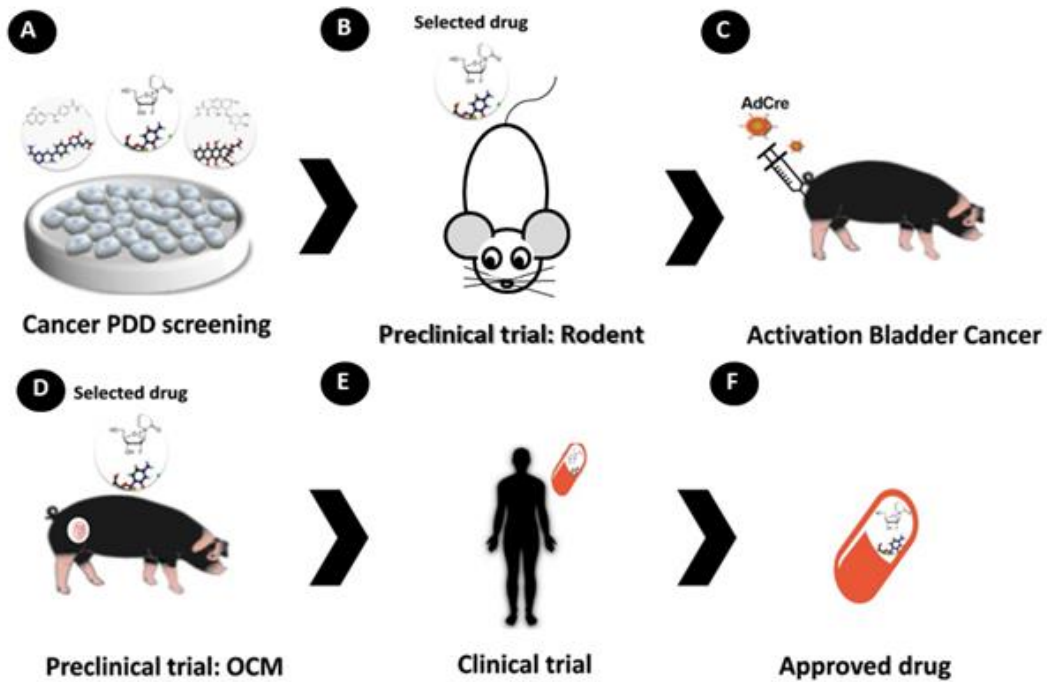 A
B
Selected drug
C
AdCre
Cancer PDD screening
Preclinical trial: Rodent
Activation Bladder Cancer
D
Selected drug
E
F
Preclinical trial: OCM
Clinical trial
Approved drug